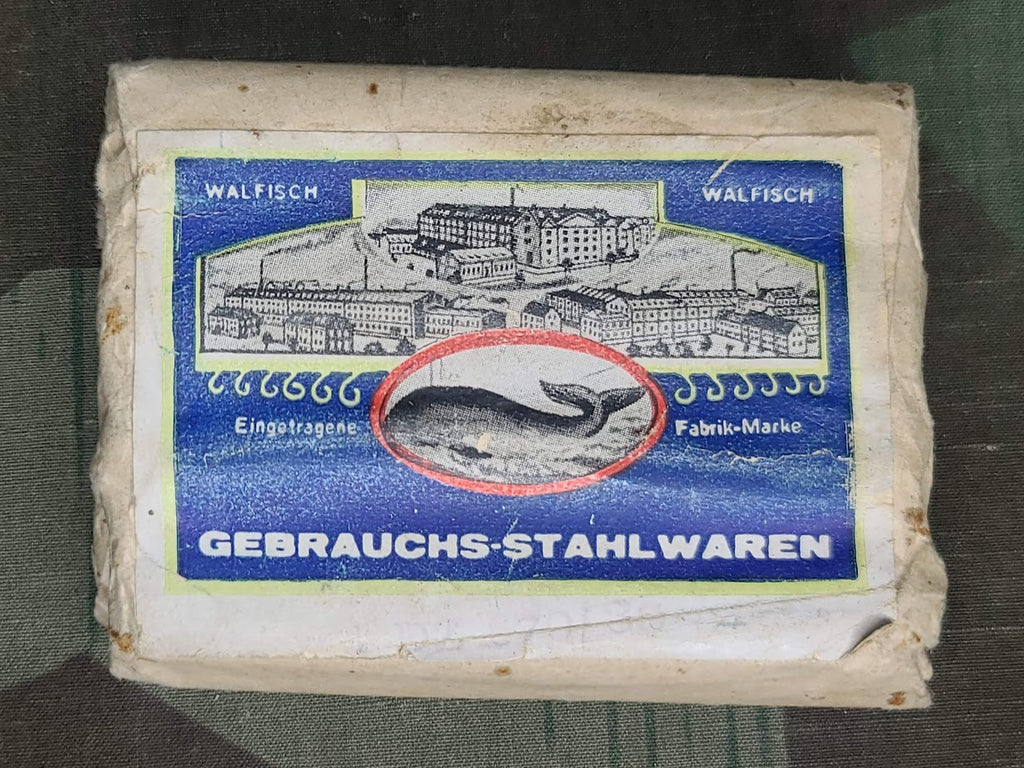 WALFISCH WALFISCH
Eingetragene Fabrik-Marke
GEBRAUCHS-STAHLWAREN